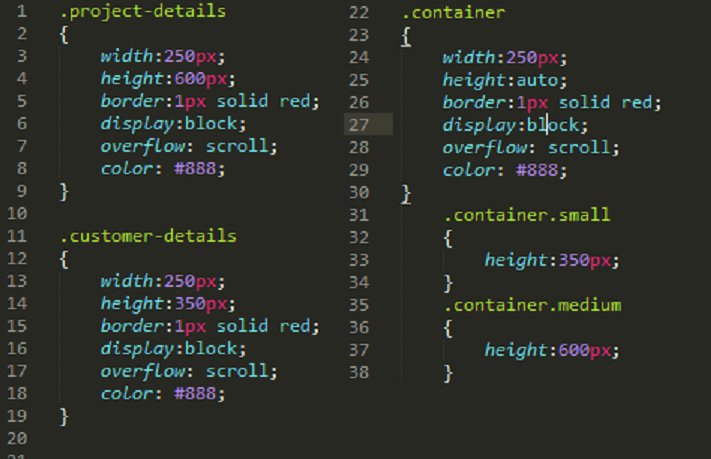 1 .project-details
2 {
3 width:250px;
4 height:600px;
5 border:1px solid red;
6 display:block;
7 overflow: scroll;
8 color: #888;
9 }
10
11 .customer-details
12 {
13 width:250px;
14 height:350px;
15 border:1px solid red;
16 display:block;
17 overflow: scroll;
18 color: #888;
19 }
20
21
22 .container
23 {
24 width:250px;
25 height:auto;
26 border:1px solid red;
27 display:block;
28 overflow: scroll;
29 color: #888;
30 }
31 .container.small
32 {
33 height:350px;
34 }
35 .container.medium
36 {
37 height:600px;
38 }